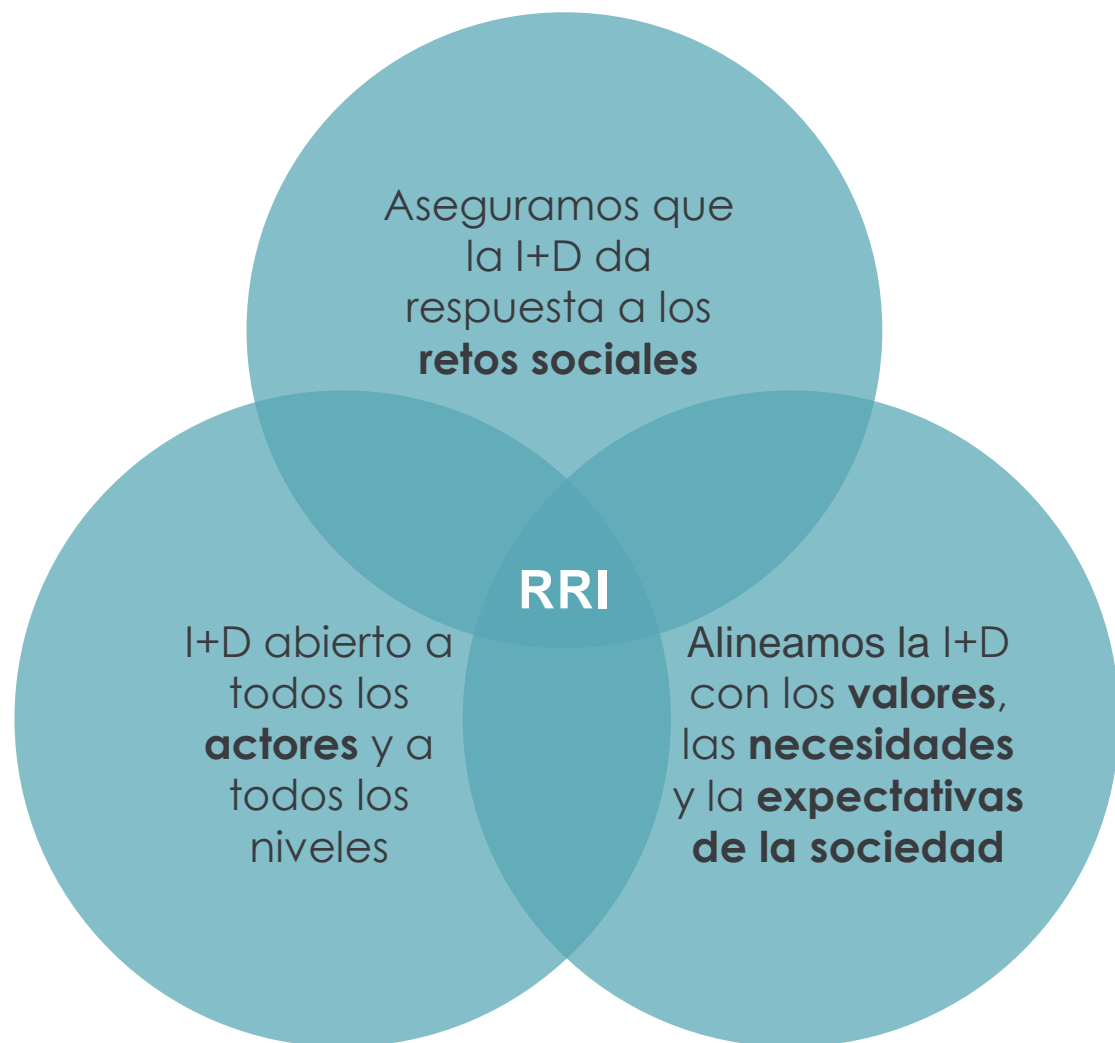 Aseguramos que
la I+D da
respuesta a los
retos sociales
RRI
I+D abierto a
todos los
actores y a
todos los
niveles
Alineamos la I+D
con los valores,
las necesidades
y la expectativas
de la sociedad